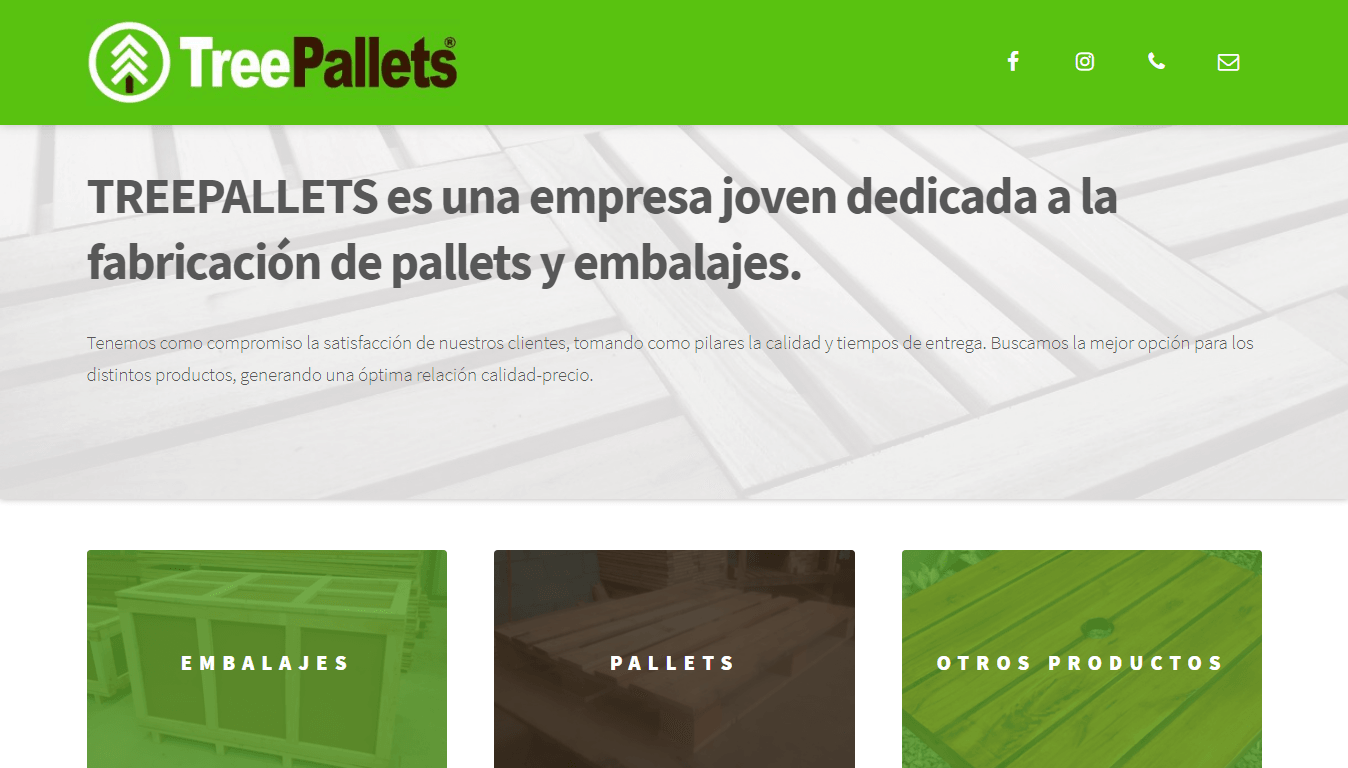 TreePallets®
TREEPALLETS es una empresa joven dedicada a la
fabricación de pallets y embalajes.
Tenemos como compromiso la satisfacción de nuestros clientes, tomando como pilares la calidad y tiempos de entrega. Buscamos la mejor opción para los
distintos productos, generando una óptima relación calidad-precio.
EMBALAJES
PALLETS
OTROS PRODUCTOS